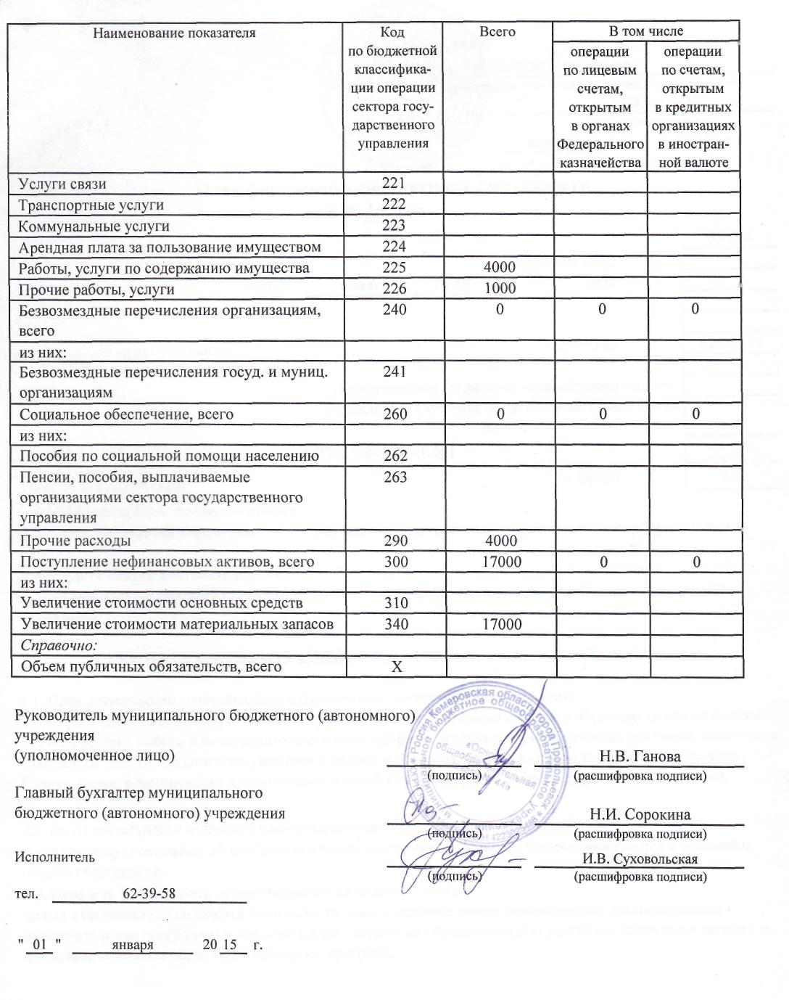 Наименование показателя
Код
по бюджетной
классифика-
ции операции
сектора госу-
дарственного
управления
Всего
В том числе
операции
по лицевым
счетам,
открытым
в органах
Федерального
казначейства
операции
по счетам,
открытым
в кредитных
организациях
в иностран-
ной валюте
Услуги связи 221
Транспортные услуги 222
Коммунальные услуги 223
Арендная плата за пользование имуществом 224
Работы, услуги по содержанию имущества 225 4000
Прочие работы, услуги 226 1000
Безвозмездные перечисления организациям, 240 0 0 0
всего
из них:
Безвозмездные перечисления госуд. и муниц. 241
организациям
Социальное обеспечение, всего 260 0 0 0
из них:
Пособия по социальной помощи населению 262
Пенсии, пособия, выплачиваемые 263
организациями сектора государственного
управления
Прочие расходы 290 4000
Поступление нефинансовых активов, всего 300 17000 0 0
из них:
Увеличение стоимости основных средств 310
Увеличение стоимости материальных запасов 340 17000
Справочно:
Объем публичных обязательств, всего X
Руководитель муниципального бюджетного (автономного)
учреждения
(уполномоченное лицо) Н.В. Ганова
(подпись) (расшифровка подписи)
Главный бухгалтер муниципального
бюджетного (автономного) учреждения Н.И. Сорокина
(подпись) (расшифровка подписи)
Исполнитель И.В. Суховольская
(подпись) (расшифровка подписи)
тел. 62-39-58
" 01 " января 20 15 г.
Россия Кемеровская область город Прокопьевск
муниципальное бюджетное общеобразовательное учреждение
«Основная
общеобразовательная
школа № 44»